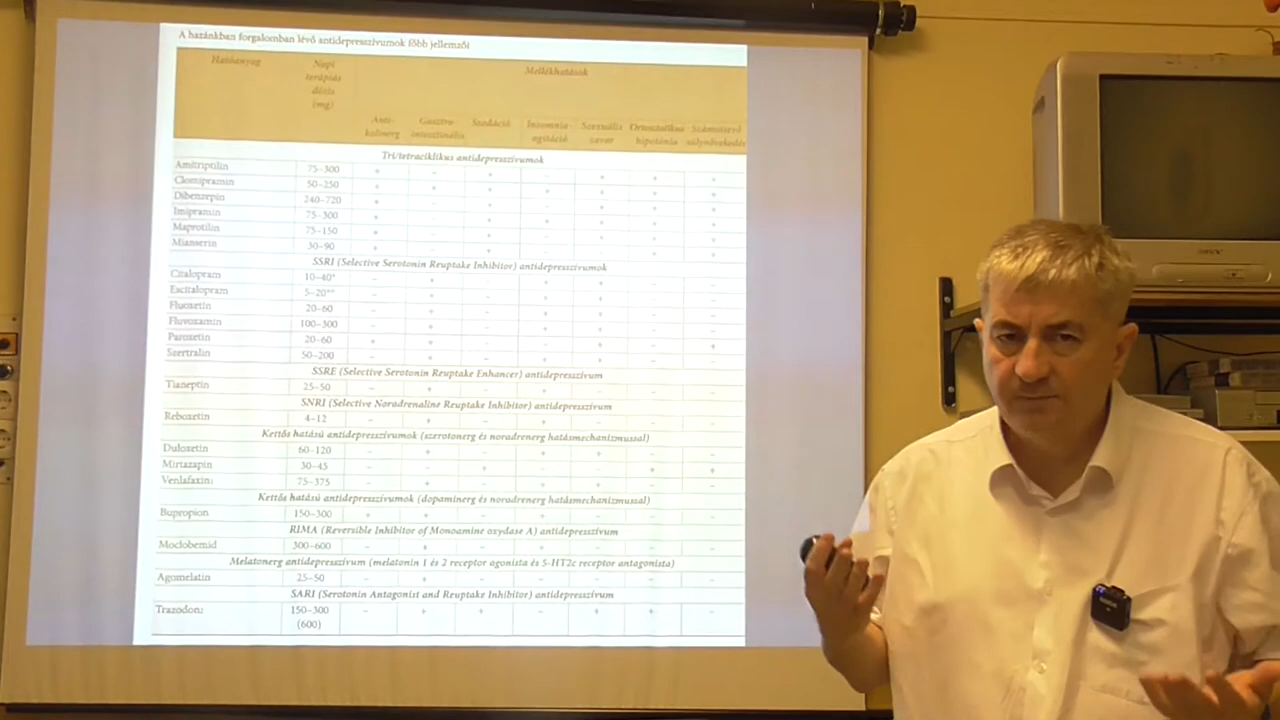 A hazánkban forgalomban lévő antidepresszívumok főbb jellemzői
Hatóanyag Napi terápiás dózis (mg) Mellékhatások
Anti-kolinerg Gasztro-intesztinális Szedáció Insomnia-agitáció Szexuális zavar Ortosztatikus hipotónia súlynövekedés
Tri/tetraciklikus antidepresszívumok
Amitriptilin 75–300 + – + – + + +
Clomipramin 50–250 + + + + + + +
Dibenzepin 240–720 + – + – + + +
Imipramin 75–300 + – + + + + +
Maprotilin 75–150 + – + – + + +
Mianserin 30–90 + – + – – + +
SSRI (Selective Serotonin Reuptake Inhibitor) antidepresszívumok
Citalopram 10–40* – + – + + – –
Escitalopram 5–20** – + – + + – –
Fluoxetin 20–60 – + – + + – –
Fluvoxamin 100–300 – + – + + – –
Paroxetin 20–60 + + – – + – +
Szertralin 50–200 – + – + + – –
SSRE (Selective Serotonin Reuptake Enhancer) antidepresszívum
Tianeptin 25–50 – + – + – – –
SNRI (Selective Noradrenaline Reuptake Inhibitor) antidepresszívum
Reboxetin 4–12 – + – + – – –
Kettős hatású antidepresszívumok (szerotonerg és noradrenerg hatásmechanizmussal)
Duloxetin 60–120 – + – + + – –
Mirtazapin 30–45 – – + – – + +
Venlafaxin: 75–375 – + – + + – –
Kettős hatású antidepresszívumok (dopaminerg és noradrenerg hatásmechanizmussal)
Bupropion 150–300 + + – + – – –
RIMA (Reversible Inhibitor of Monoamine oxydase A) antidepresszívum
Moclobemid 300–600 – + – + – – –
Melatonerg antidepresszívum (melatonin 1 és 2 receptor agonista és 5-HT2c receptor antagonista)
Agomelatin 25–50 – + – – – – –
SARI (Serotonin Antagonist and Reuptake Inhibitor) antidepresszívum
Trazodon: 150–300 – + + – + + –
(600)